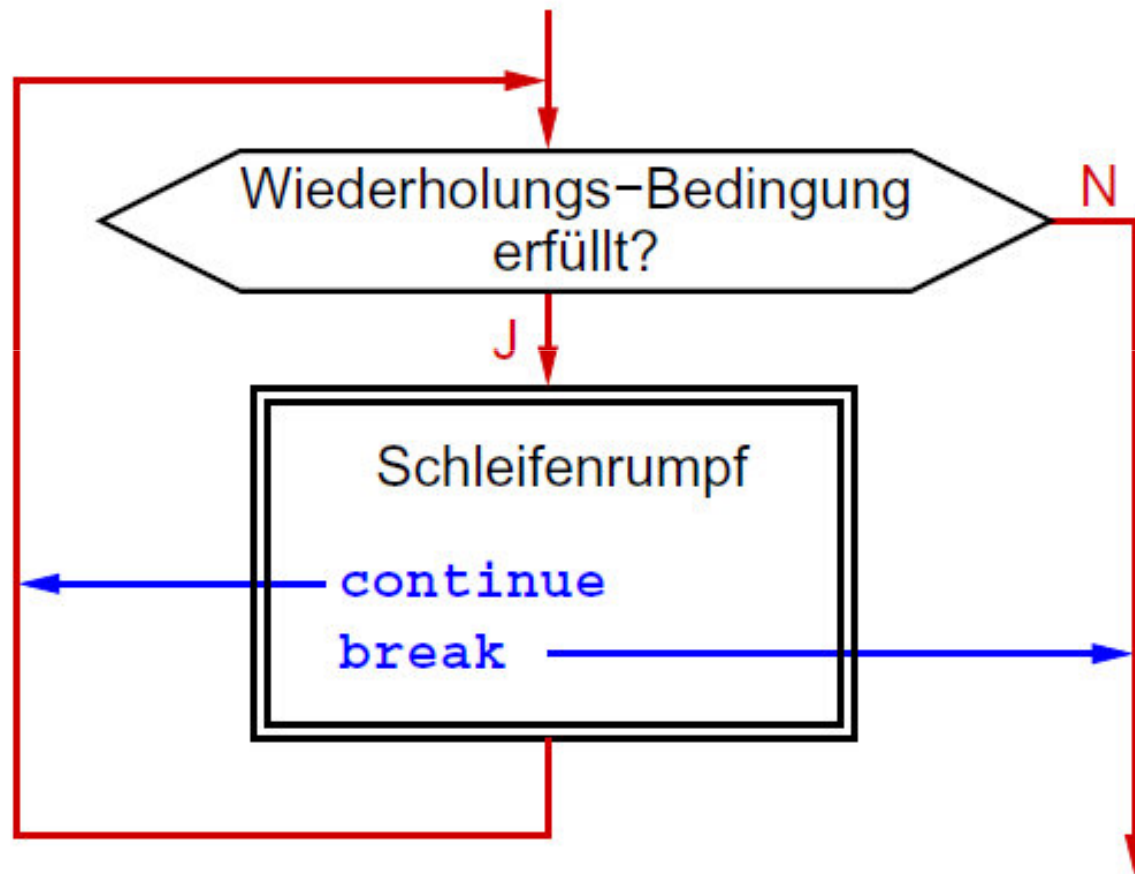 Wiederholungs-Bedingung
erfüllt?
N
J
Schleifenrumpf
continue
break